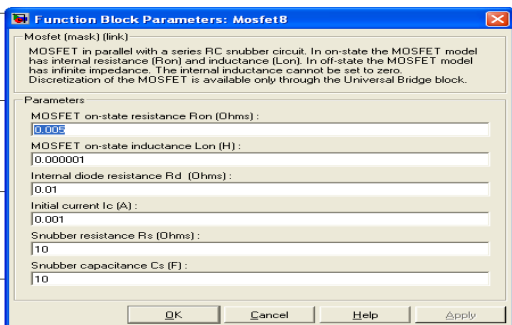 Function Block Parameters: Mosfet8
Mosfet (mask) (link)
MOSFET in parallel with a series RC snubber circuit. In on-state the MOSFET model
has internal resistance (Ron) and inductance (Lon). In off-state the MOSFET model
has infinite impedance. The internal inductance cannot be set to zero.
Discretization of the MOSFET is available only through the Universal Bridge block.
Parameters
MOSFET on-state resistance Ron (Ohms) :
0.005
MOSFET on-state inductance Lon (H) :
0.000001
Internal diode resistance Rd (Ohms) :
0.01
Initial current Ic (A) :
0.001
Snubber resistance Rs (Ohms) :
10
Snubber capacitance Cs (F) :
10
OK Cancel Help Apply